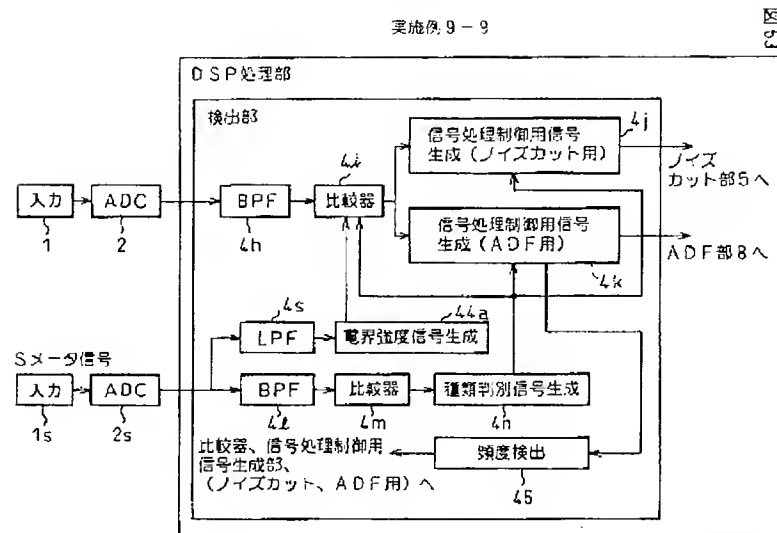 実施例9-9
図53
DSP処理部
検出部
信号処理制御用信号
生成(ノイズカット用)
4j
ノイズ
カット部5へ
4i
入力
ADC
BPF
比較器
1
2
4h
信号処理制御用信号
生成(ADF用)
ADF部8へ
4k
4s
44a
LPF
電界強度信号生成
Sメータ信号
入力
ADC
BPF
比較器
種類判別信号生成
1s
2s
4l
4m
4n
比較器、信号処理制御用
信号生成部、
(ノイズカット、ADF用)へ
頻度検出
45